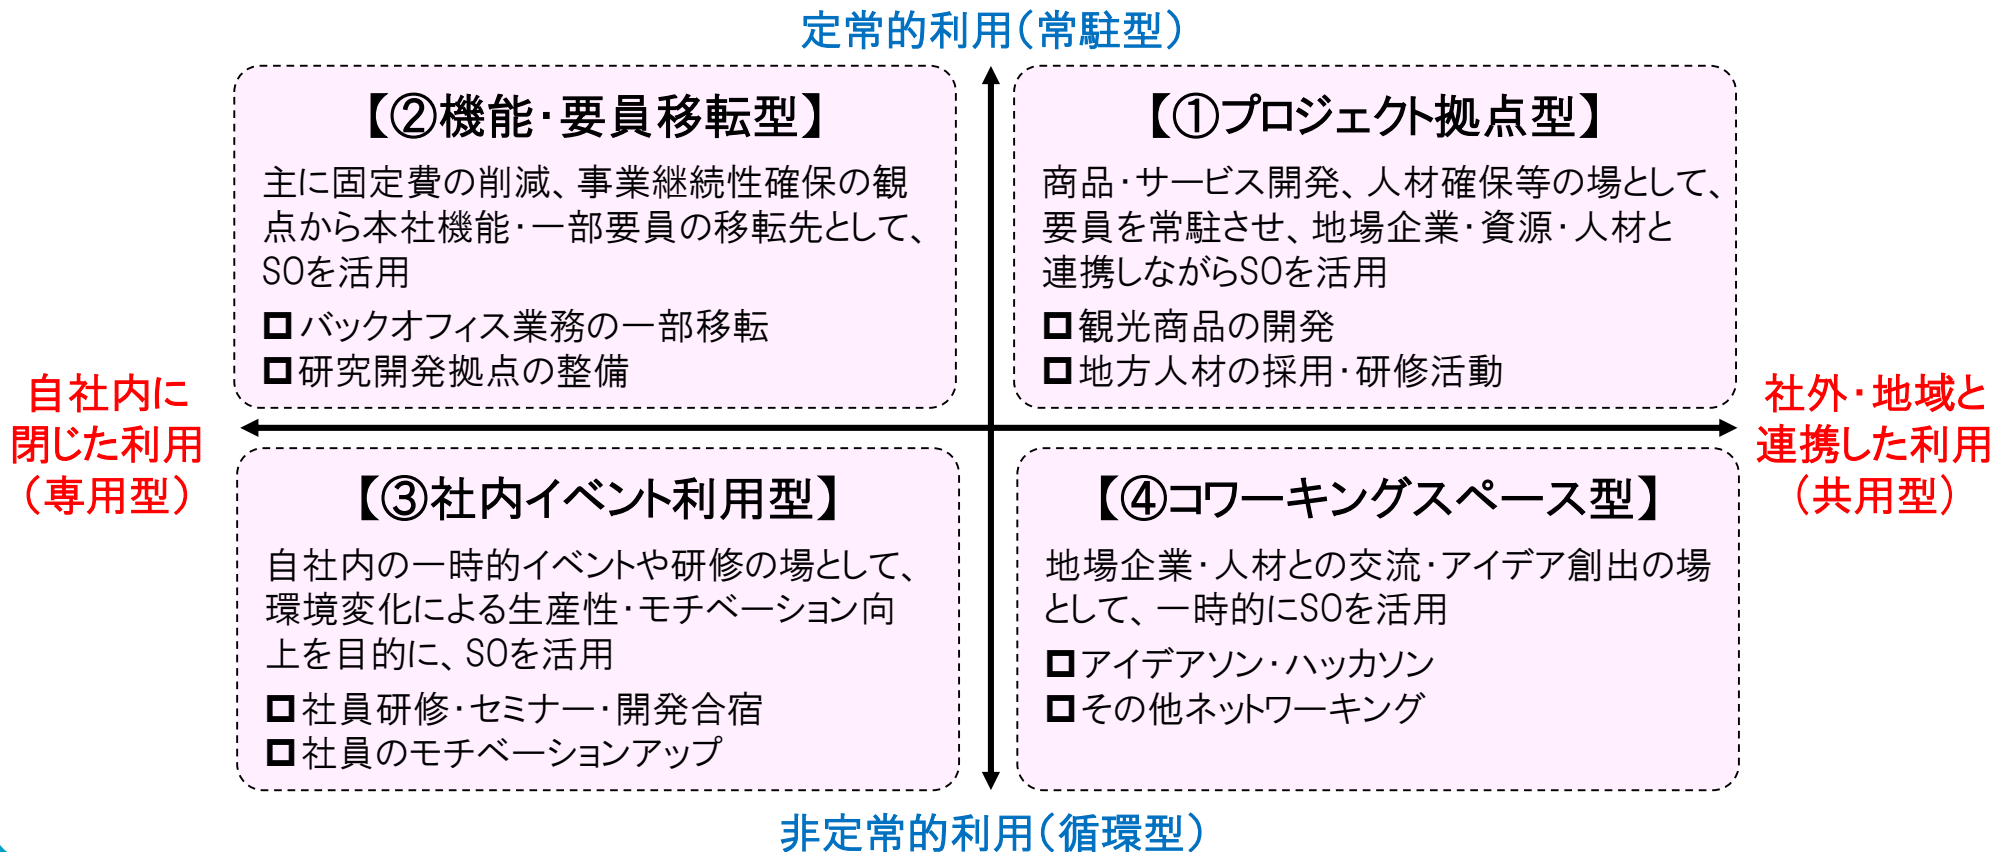 定常的利用（常駐型）
【②機能・要員移転型】
主に固定費の削減、事業継続性確保の観
点から本社機能・一部要員の移転先として、
SOを活用
バックオフィス業務の一部移転
研究開発拠点の整備
【①プロジェクト拠点型】
商品・サービス開発、人材確保等の場として、
要員を常駐させ、地場企業・資源・人材と
連携しながらSOを活用
観光商品の開発
地方人材の採用・研修活動
自社内に
閉じた利用
（専用型）
社外・地域と
連携した利用
（共用型）
【③社内イベント利用型】
自社内の一時的イベントや研修の場として、
環境変化による生産性・モチベーション向
上を目的に、SOを活用
社員研修・セミナー・開発合宿
社員のモチベーションアップ
【④コワーキングスペース型】
地場企業・人材との交流・アイデア創出の場
として、一時的にSOを活用
アイデアソン・ハッカソン
その他ネットワーキング
非定常的利用（循環型）